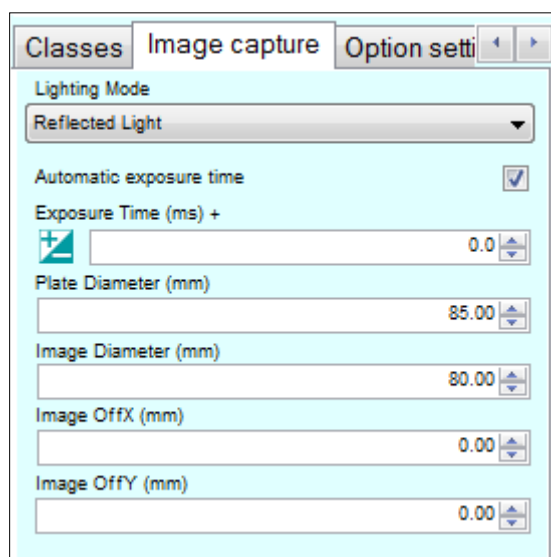 Classes Image capture Option setti
Lighting Mode
Reflected Light
Automatic exposure time
Exposure Time (ms) +
0.0
Plate Diameter (mm)
85.00
Image Diameter (mm)
80.00
Image OffX (mm)
0.00
Image OffY (mm)
0.00